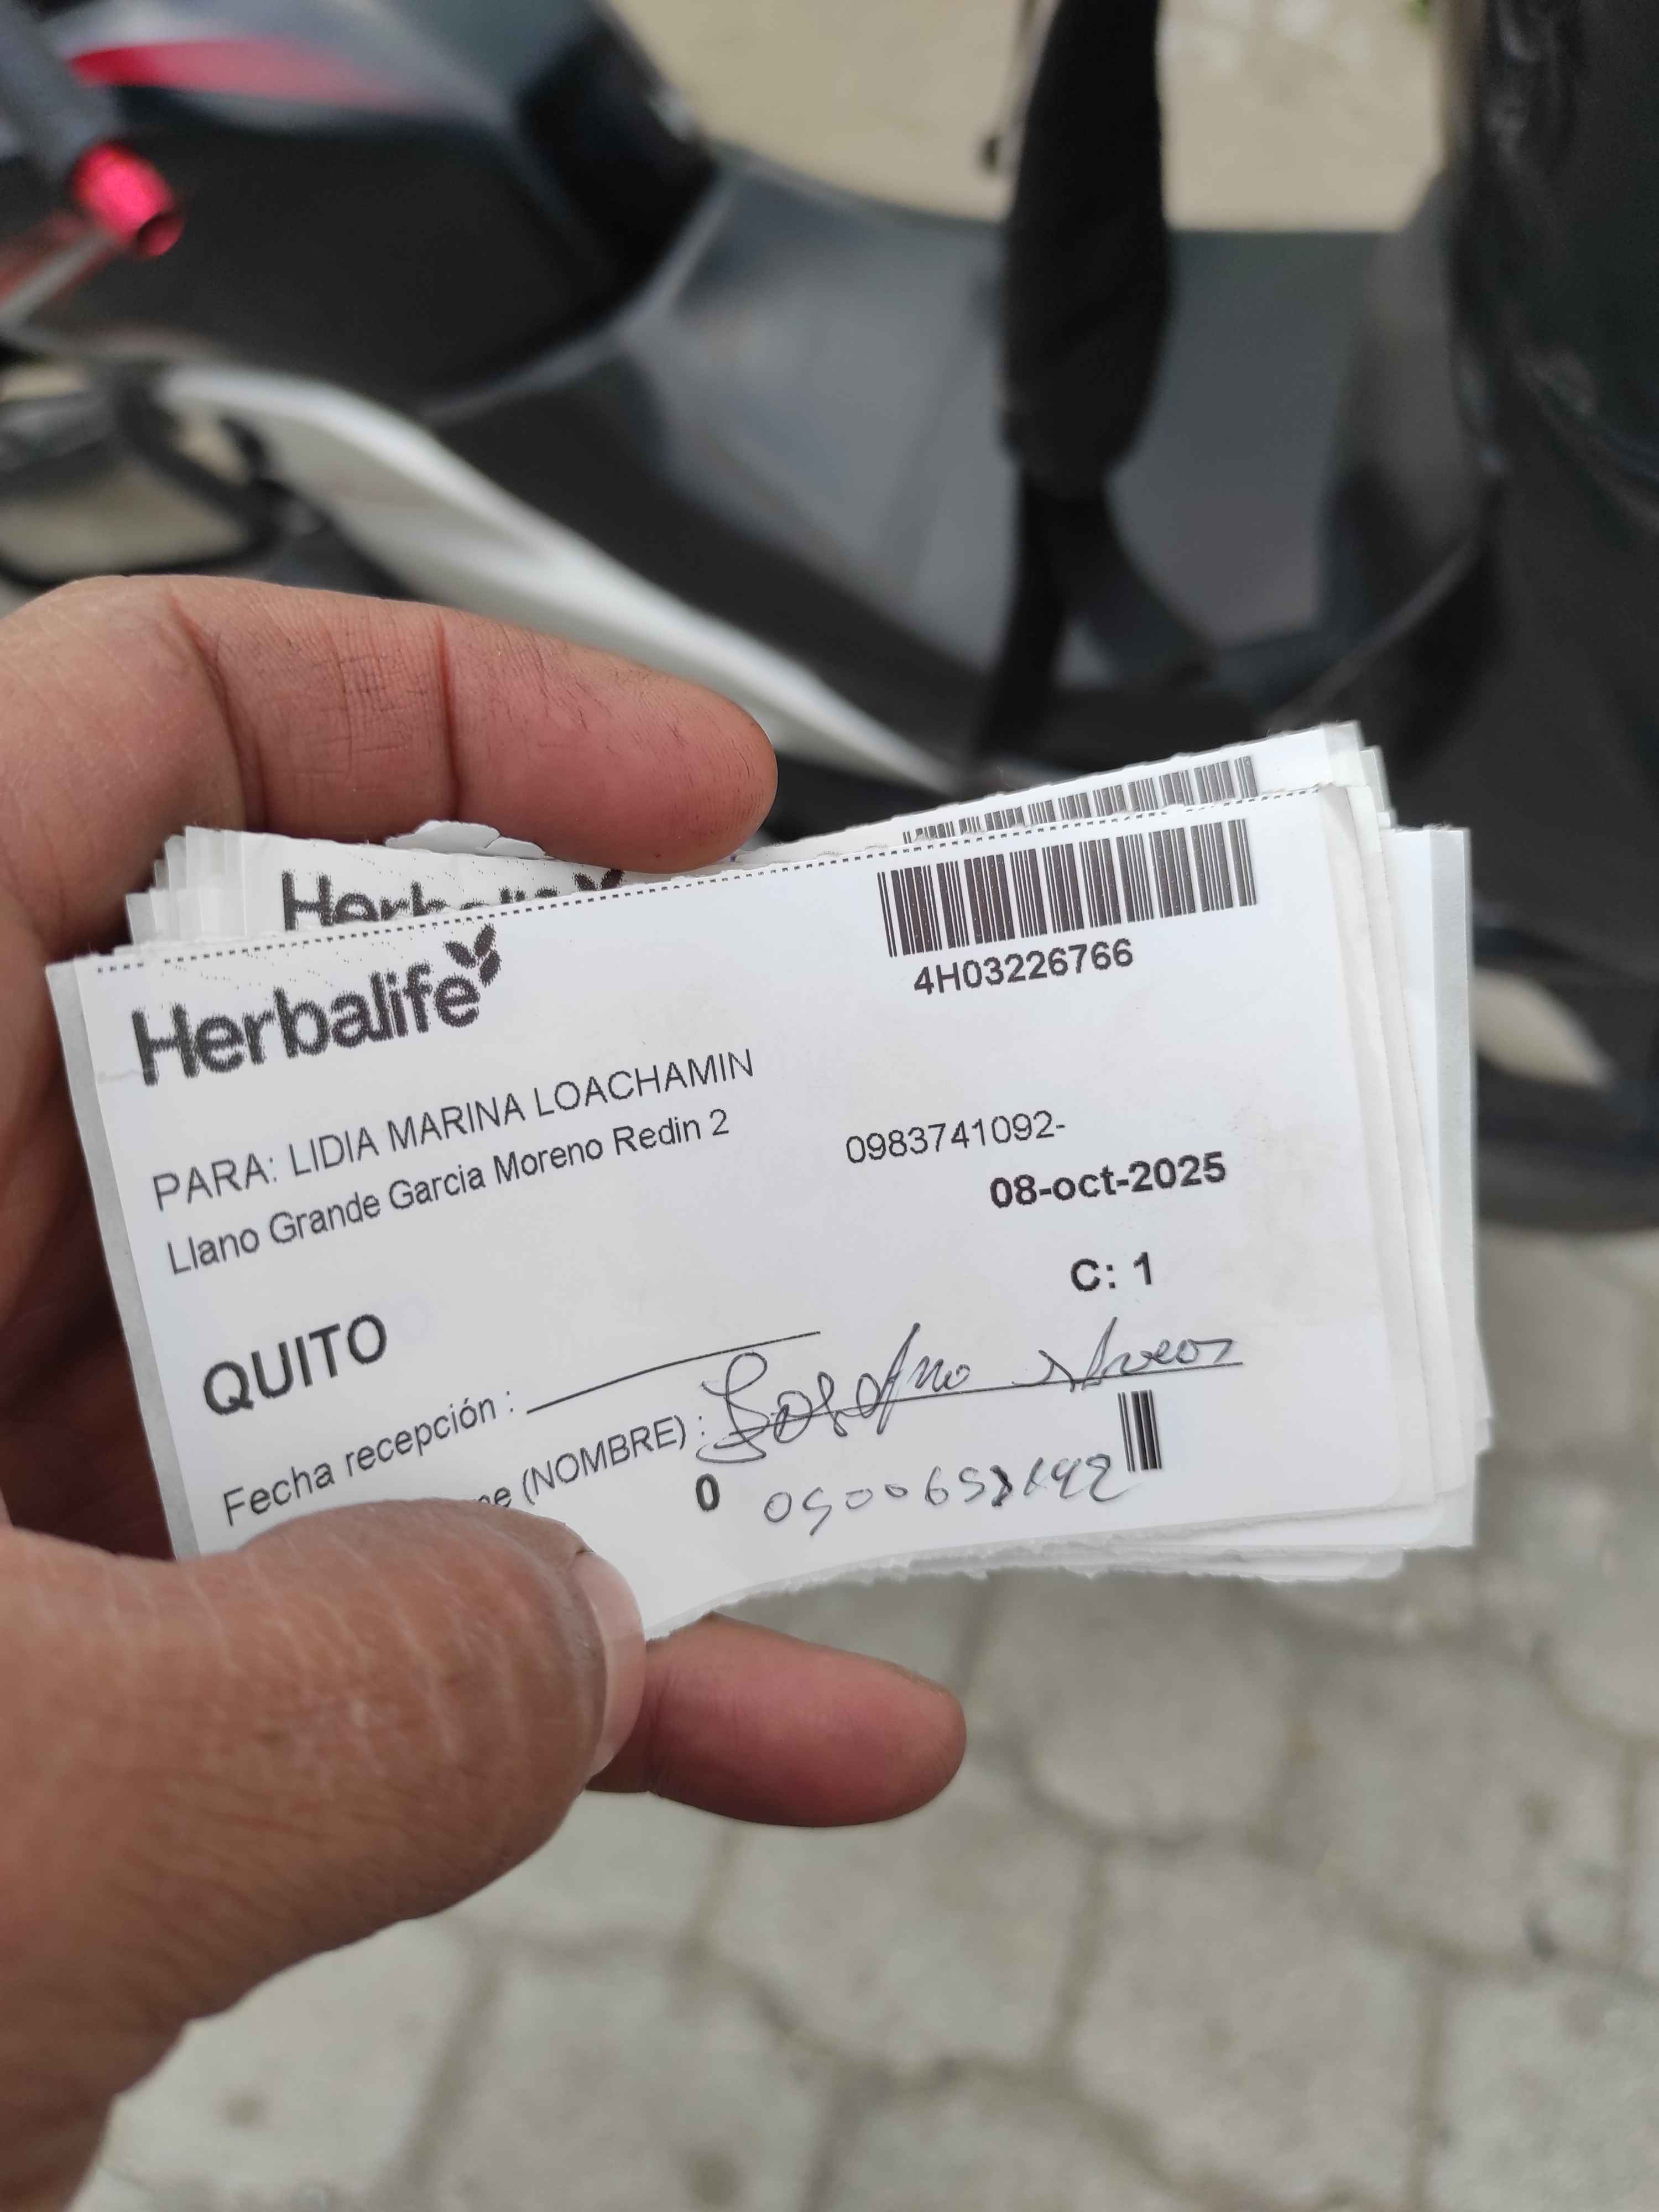 Herbalife
Herbalife
4H03226766
PARA: LIDIA MARINA LOACHAMIN
Llano Grande Garcia Moreno Redin 2
0983741092-
08-oct-2025
C: 1
QUITO
Fecha recepción :
(NOMBRE) :
0